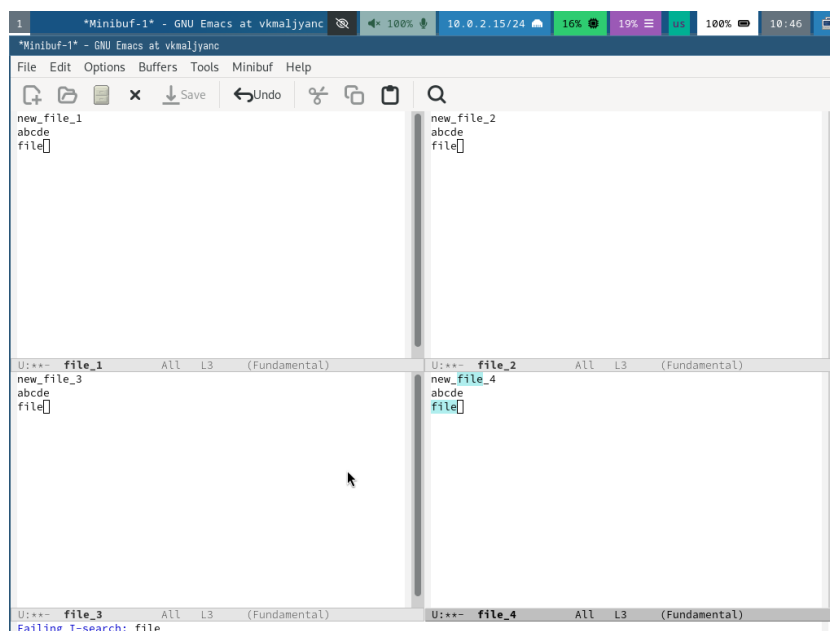 1 *Minibuf-1* - GNU Emacs at vkmaljyanc 100% 10.0.2.15/24 16% 19% us 100% 10:46
*Minibuf-1* - GNU Emacs at vkmaljyanc
File Edit Options Buffers Tools Minibuf Help
Save Undo
new_file_1
abcde
file
new_file_2
abcde
file
U:**- file_1 All L3 (Fundamental)
U:**- file_2 All L3 (Fundamental)
new_file_3
abcde
file
new_file_4
abcde
file
U:**- file_3 All L3 (Fundamental)
U:**- file_4 All L3 (Fundamental)
Failing I-search: file